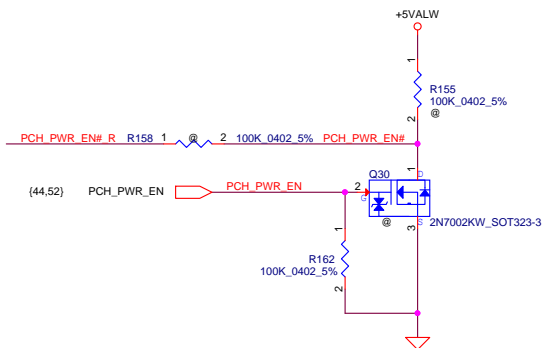 +5VALW
1
R155
100K_0402_5%
2
@
PCH_PWR_EN#_R R158 1 @ 2 100K_0402_5% PCH_PWR_EN#
1
Q30 D
{44,52} PCH_PWR_EN PCH_PWR_EN 2
G
@ S 2N7002KW_SOT323-3
3
1
R162
100K_0402_5%
2